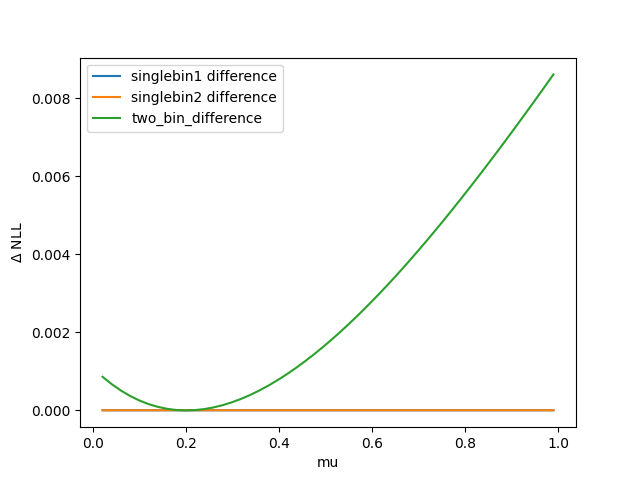 singlebin1 difference
singlebin2 difference
two_bin_difference
Δ NLL
0.008
0.006
0.004
0.002
0.000
0.0 0.2 0.4 0.6 0.8 1.0
mu